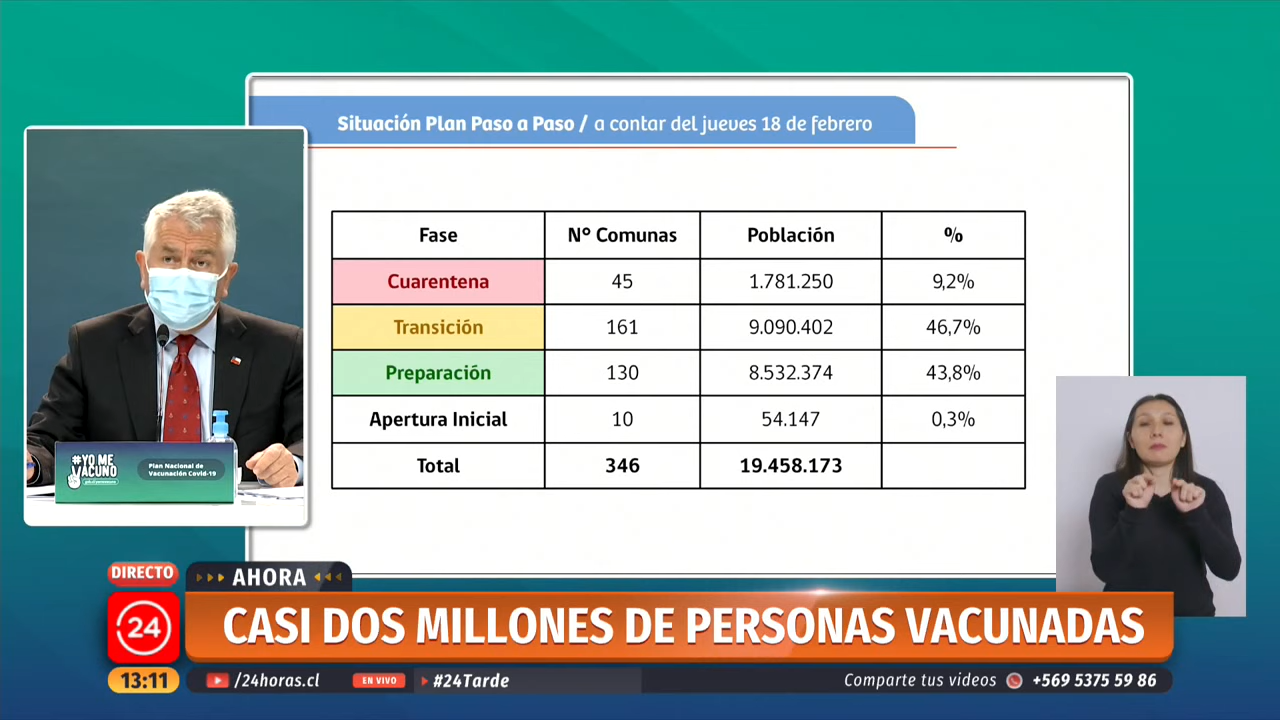 Situación Plan Paso a Paso / a contar del jueves 18 de febrero
Fase N° Comunas Población %
Cuarentena 45 1.781.250 9,2%
Transición 161 9.090.402 46,7%
Preparación 130 8.532.374 43,8%
Apertura Inicial 10 54.147 0,3%
Total 346 19.458.173
#YO ME
VACUNO
Plan Nacional de
Vacunación Covid-19
DIRECTO
AHORA
24
CASI DOS MILLONES DE PERSONAS VACUNADAS
13:11 /24horas.cl EN VIVO #24Tarde Comparte tus videos +569 5375 59 86